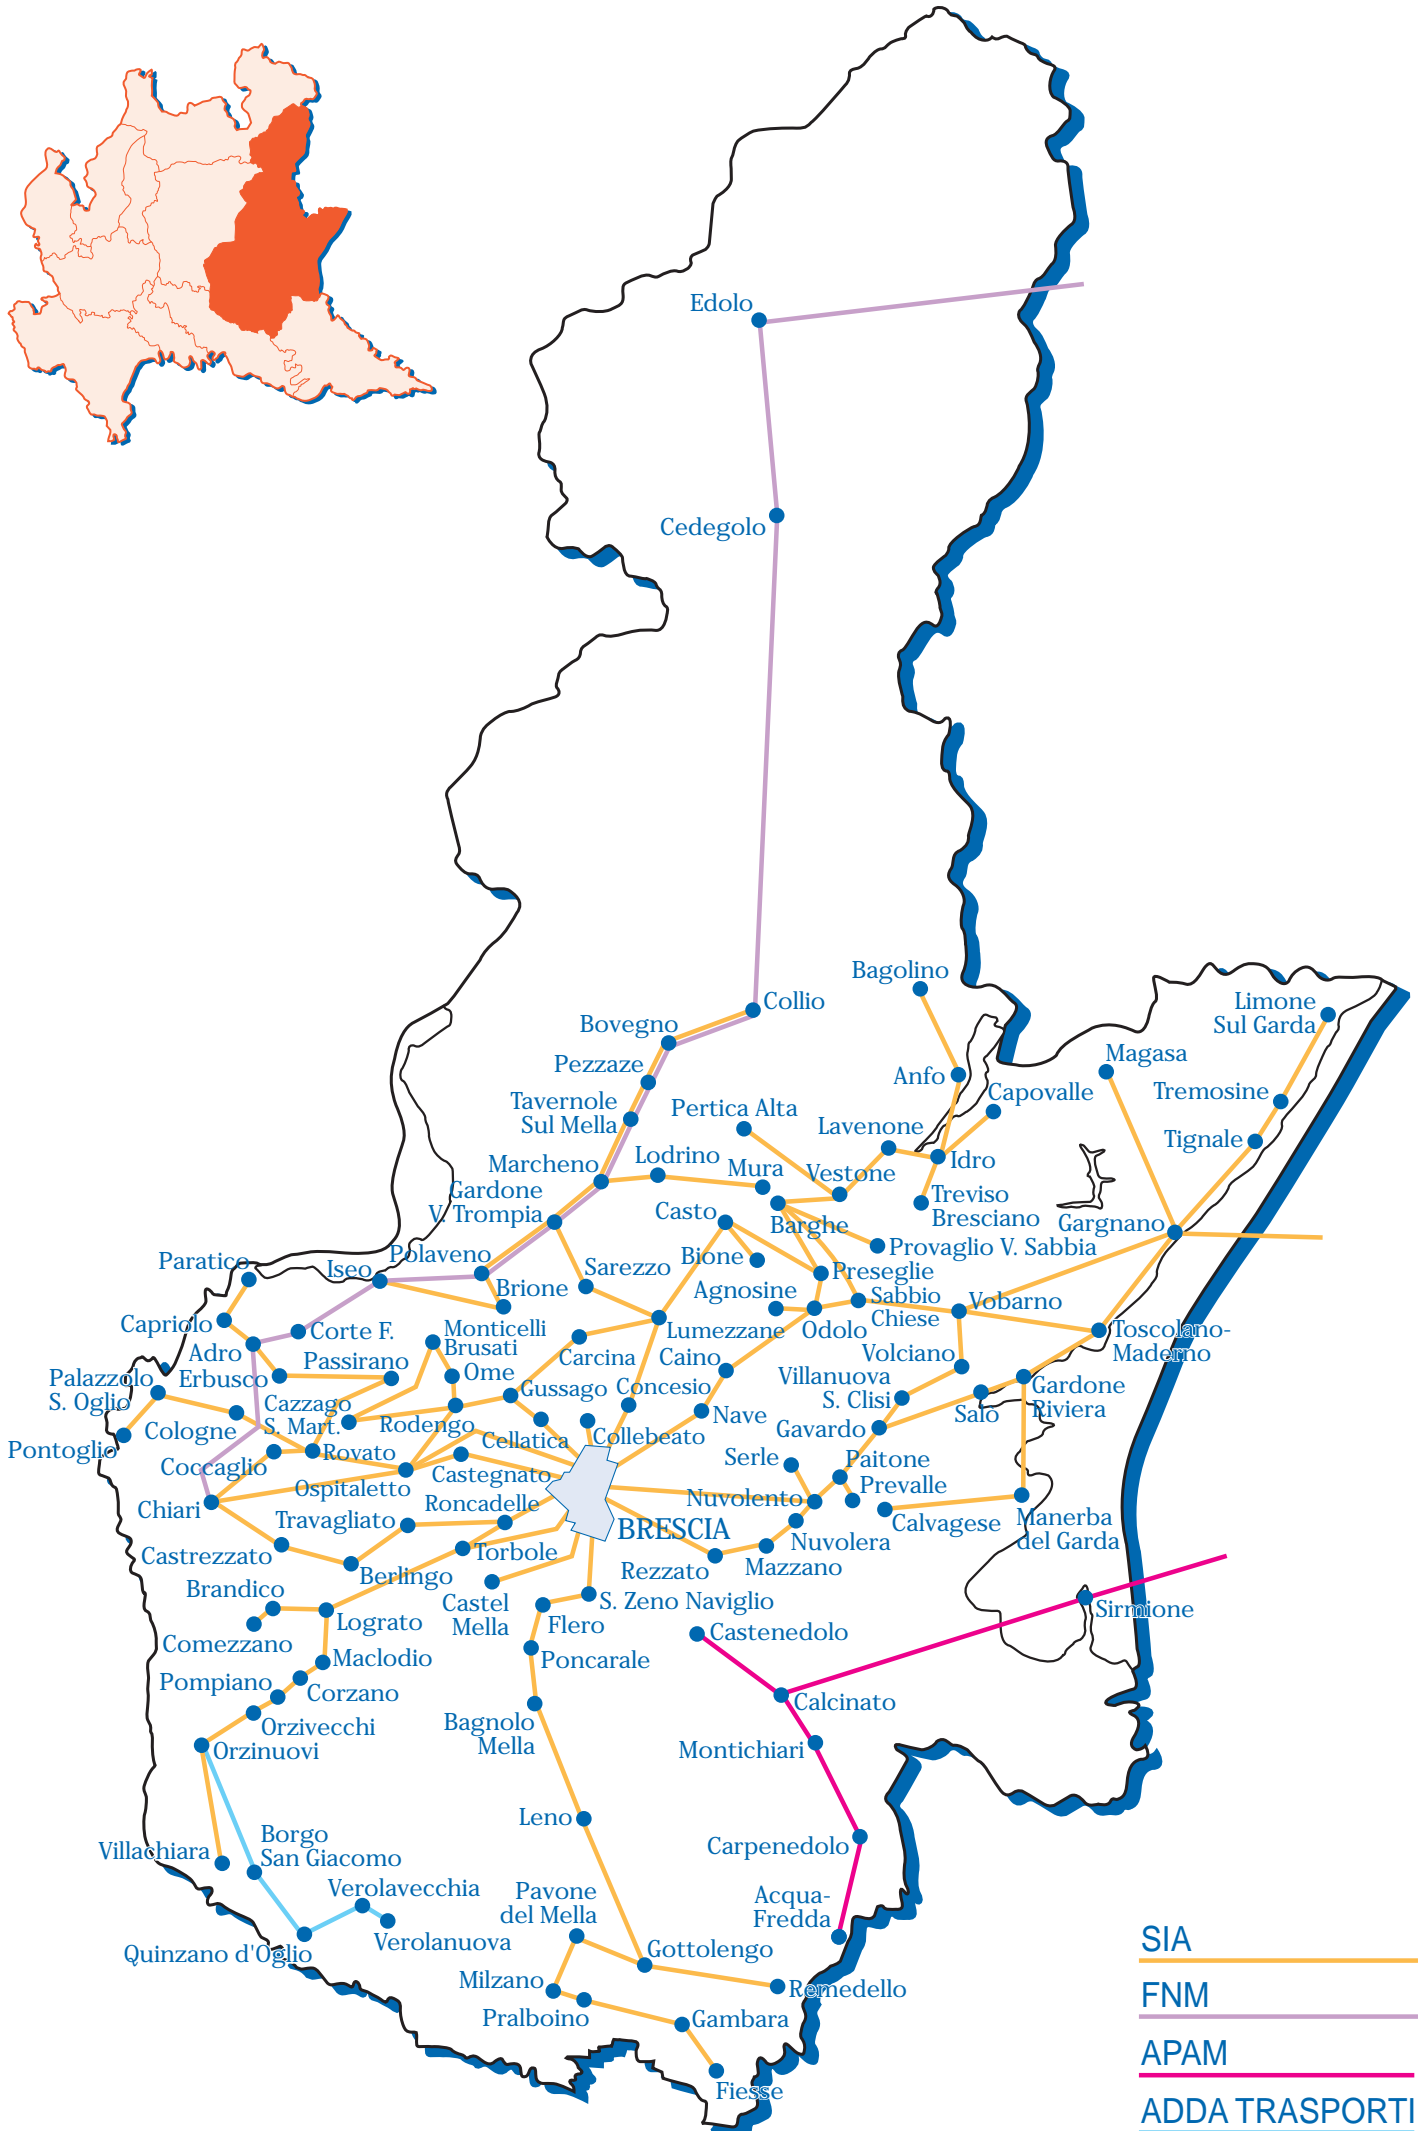 Edolo
Cedegolo
Collio
Bovegno
Pezzaze
Tavernole
Sul Mella
Marcheno
Gardone
V. Trompia
Polaveno
Iseo
Brione
Sarezzo
Lodrino
Mura
Pertica Alta
Vestone
Lavenone
Bagolino
Anfo
Capovalle
Idro
Treviso
Bresciano
Barghe
Provaglio V. Sabbia
Casto
Bione
Preseglie
Agnosine
Sabbio
Chiese
Odolo
Lumezzane
Vobarno
Magasa
Limone
Sul Garda
Tremosine
Tignale
Gargnano
Toscolano-
Maderno
Paratico
Capriolo
Adro
Corte F.
Erbusco
Passirano
Monticelli
Brusati
Ome
Carcina
Caino
Volciano
Villanuova
S. Clisi
Gardone
Riviera
Salò
Gavardo
Palazzolo
S. Oglio
Pontoglio
Cologne
Cazzago
S. Mart.
Rodengo
Gussago
Concesio
Cellatica
Collebeato
Nave
Serle
Paitone
Prevalle
Coccaglio
Rovato
Ospitaletto
Castegnato
Chiari
Travagliato
Roncadelle
BRESCIA
Nuvolento
Nuvolera
Calvagese
Manerba
del Garda
Castrezzato
Berlingo
Torbole
Rezzato
Mazzano
Brandico
Comezzano
Lograto
Castel
Mella
S. Zeno Naviglio
Flero
Castenedolo
Sirmione
Maclodio
Poncarale
Pompiano
Corzano
Orzivecchi
Orzinuovi
Bagnolo
Mella
Calcinato
Montichiari
Leno
Carpenedolo
Villachiara
Borgo
San Giacomo
Verolavecchia
Verolanuova
Quinzano d'Oglio
Pavone
del Mella
Acqua-
Fredda
Gottolengo
Milzano
Remedello
Pralboino
Gambara
Fiesse
SIA
FNM
APAM
ADDA TRASPORTI